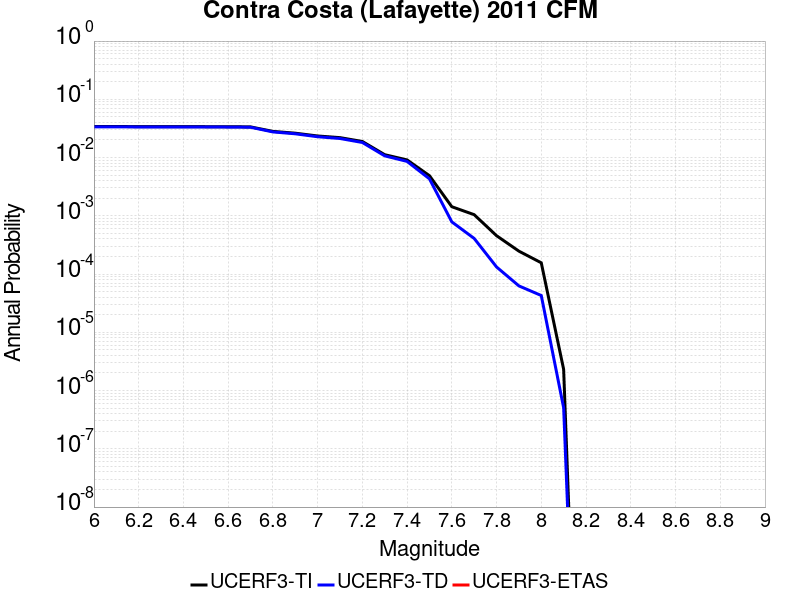 Contra Costa (Lafayette) 2011 CFM
Annual Probability
10^0
10^-1
10^-2
10^-3
10^-4
10^-5
10^-6
10^-7
10^-8
6 6.2 6.4 6.6 6.8 7 7.2 7.4 7.6 7.8 8 8.2 8.4 8.6 8.8 9
Magnitude
UCERF3-TI UCERF3-TD UCERF3-ETAS